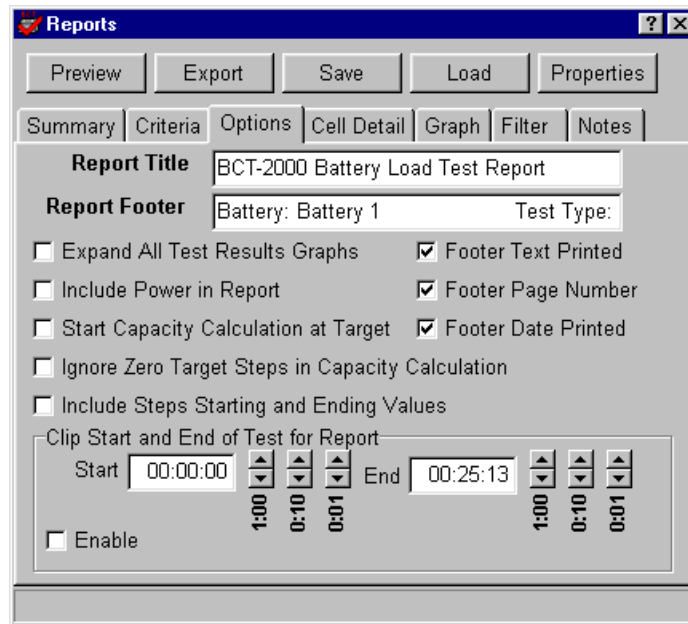 Reports
Preview Export Save Load Properties
Summary Criteria Options Cell Detail Graph Filter Notes
Report Title BCT-2000 Battery Load Test Report
Report Footer Battery: Battery 1 Test Type:
Expand All Test Results Graphs Footer Text Printed
Include Power in Report Footer Page Number
Start Capacity Calculation at Target Footer Date Printed
Ignore Zero Target Steps in Capacity Calculation
Include Steps Starting and Ending Values
Clip Start and End of Test for Report
Start 00:00:00 End 00:25:13
1:00 0:10 0:01 1:00 0:10 0:01
Enable